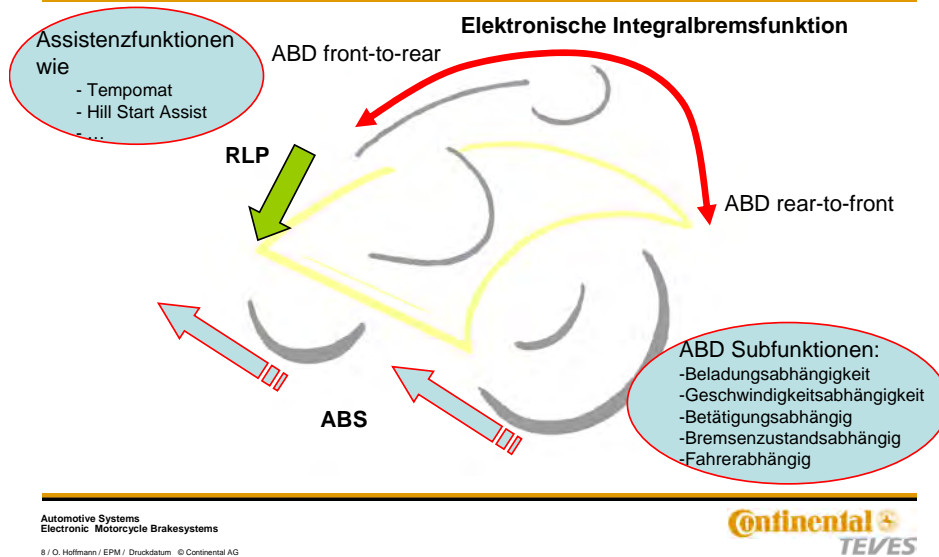 Elektronische Integralbremsfunktion
Assistenzfunktionen
wie
- Tempomat
- Hill Start Assist
- ...
ABD front-to-rear
RLP
ABD rear-to-front
ABS
ABD Subfunktionen:
-Beladungsabhängigkeit
-Geschwindigkeitsabhängigkeit
-Betätigungsabhängig
-Bremsenzustandsabhängig
-Fahrerabhängig
Automotive Systems
Electronic Motorcycle Brakesystems
8 / O. Hoffmann / EPM / Druckdatum © Continental AG
Continental
TEVES